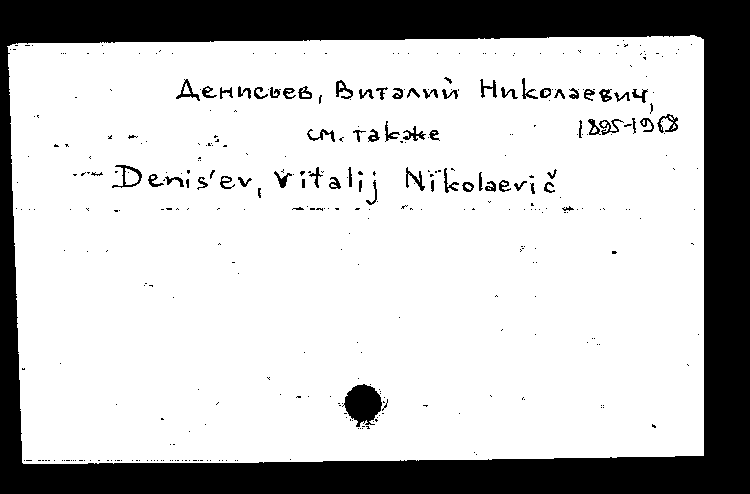 Денисьев, Виталий Николаевич,
1895-1968
см. также
Denis'ev, Vitalij Nikolaevič